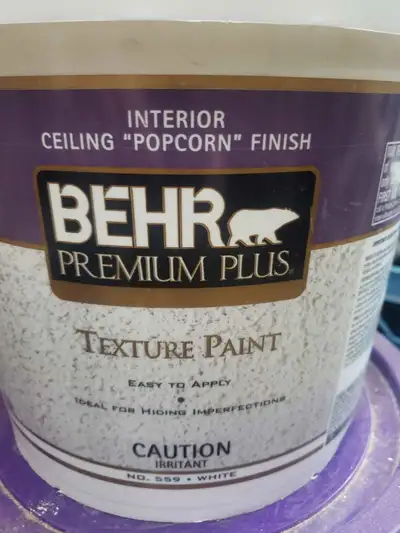 INTERIOR
CEILING "POPCORN" FINISH
BEHR
PREMIUM PLUS
TEXTURE PAINT
EASY TO APPLY
•
IDEAL FOR HIDING IMPERFECTIONS
CAUTION
IRRITANT
NO. 559 • WHITE